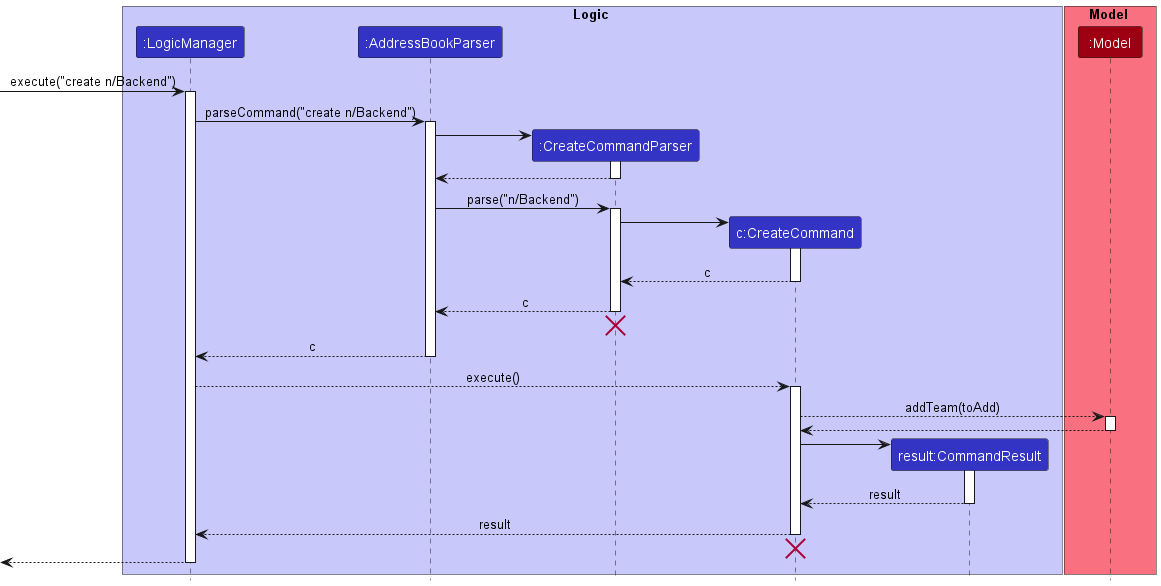 Logic
Model
:LogicManager
:AddressBookParser
:Model
execute("create n/Backend")
parseCommand("create n/Backend")
:CreateCommandParser
parse("n/Backend")
c:CreateCommand
c
c
c
execute()
addTeam(toAdd)
result:CommandResult
result
result